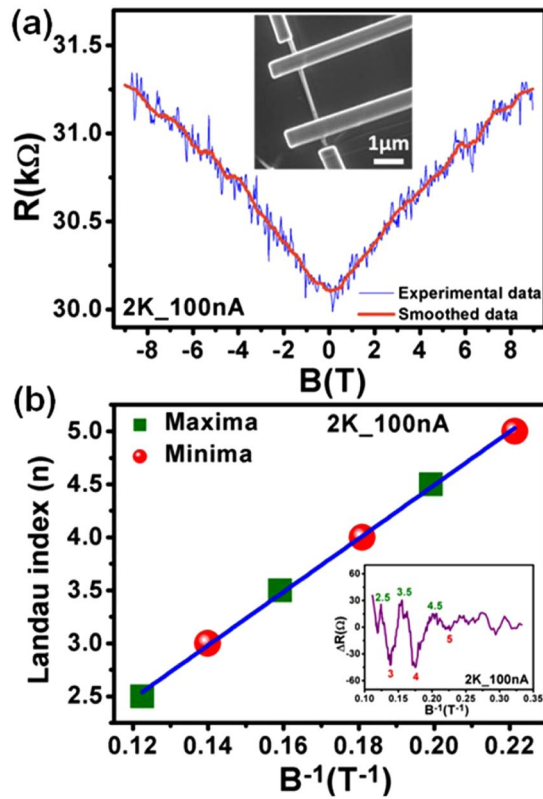 (a)
31.5
31.0
30.5
30.0
R(kΩ)
1μm
2K_100nA
Experimental data
Smoothed data
-8 -6 -4 -2 0 2 4 6 8
B(T)
(b)
Maxima
Minima
2K_100nA
5.0
4.5
4.0
3.5
3.0
2.5
Landau index (n)
60
30
0
-30
-60
ΔR(Ω)
2.5 3.5 4.5
3 4 5
2K_100nA
0.10 0.15 0.20 0.25 0.30 0.35
B⁻¹(T⁻¹)
0.12 0.14 0.16 0.18 0.20 0.22
B⁻¹(T⁻¹)